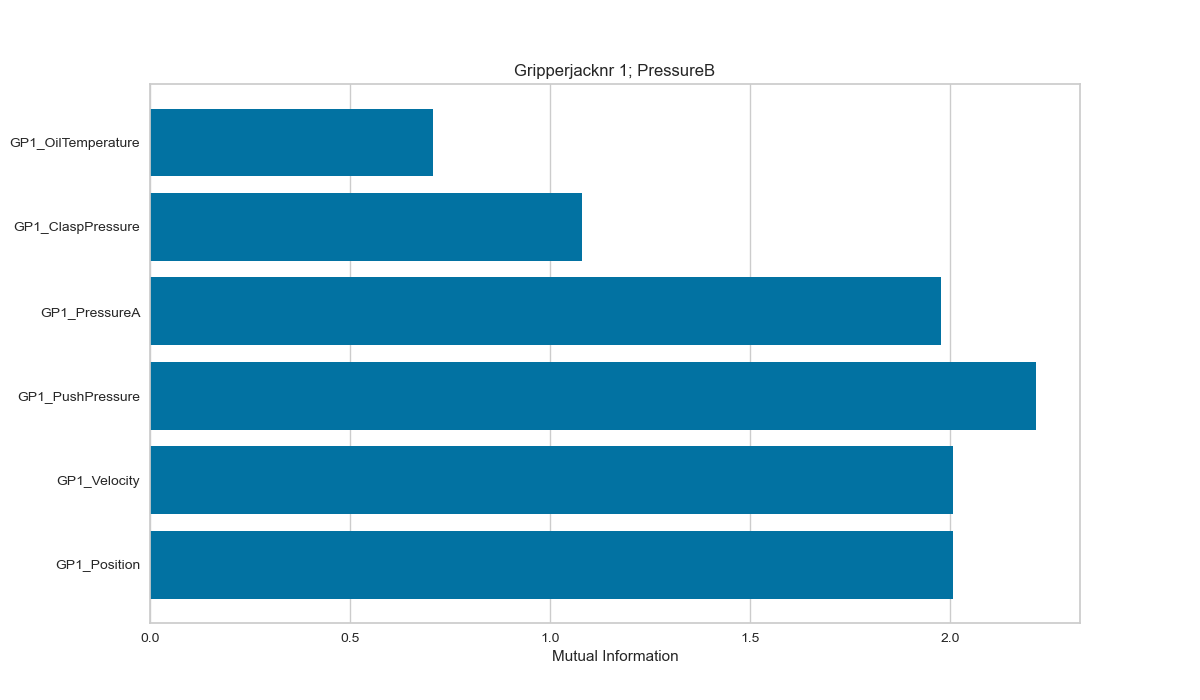 Gripperjacknr 1; PressureB
GP1_OilTemperature
GP1_ClaspPressure
GP1_PressureA
GP1_PushPressure
GP1_Velocity
GP1_Position
0.0 0.5 1.0 1.5 2.0
Mutual Information